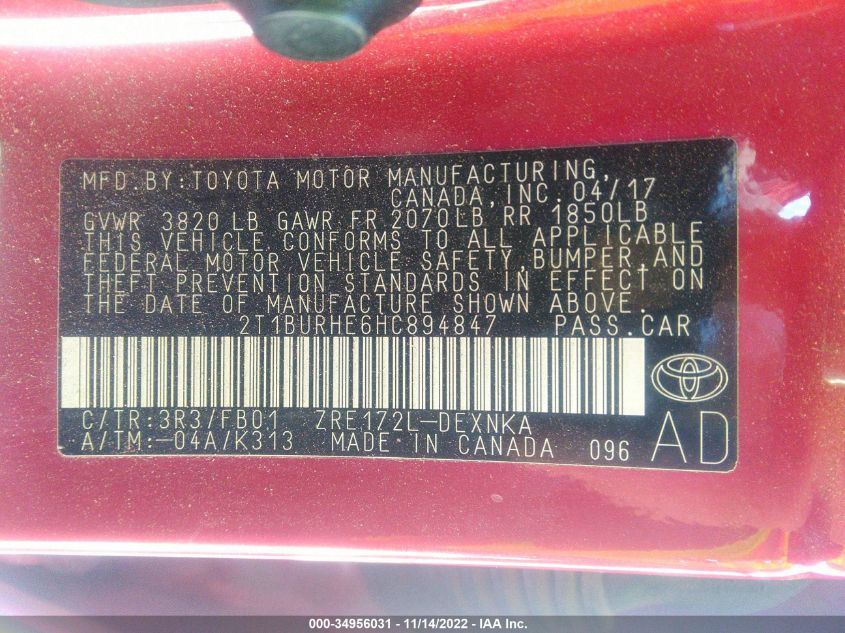 MFD.BY:TOYOTA MOTOR MANUFACTURING,
CANADA,INC.04/17
GVWR 3820 LB GAWR FR 2070LB RR 1850LB
THIS VEHICLE CONFORMS TO ALL APPLICABLE
FEDERAL MOTOR VEHICLE SAFETY,BUMPER,AND
THEFT PREVENTION STANDARDS IN EFFECT ON
THE DATE OF MANUFACTURE SHOWN ABOVE.
2T1BURHE6HC894847 PASS.CAR
C/TR:3R3/FB01 ZRE172L-DEXNKA
A/TM:-04A/K313 MADE IN CANADA 096 AD
000-34956031 - 11/14/2022 - IAA Inc.